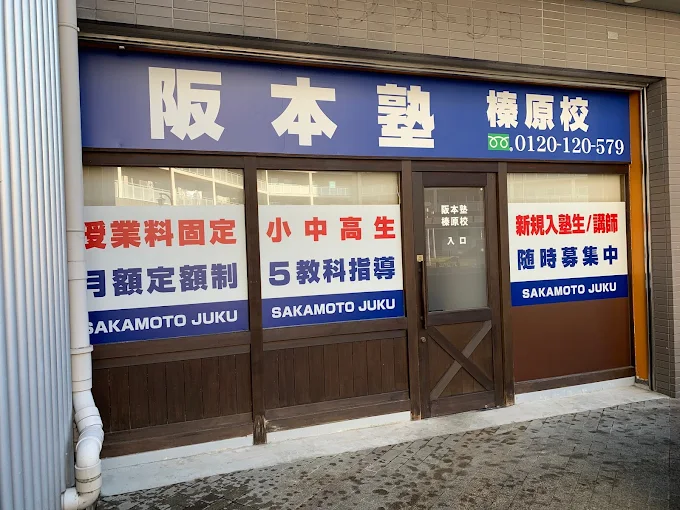 阪本塾 榛原校
0120-120-579
授業料固定
月額定額制
SAKAMOTO JUKU
小中高生
5教科指導
SAKAMOTO JUKU
阪本塾
榛原校
入口
新規入塾生/講師
随時募集中
SAKAMOTO JUKU